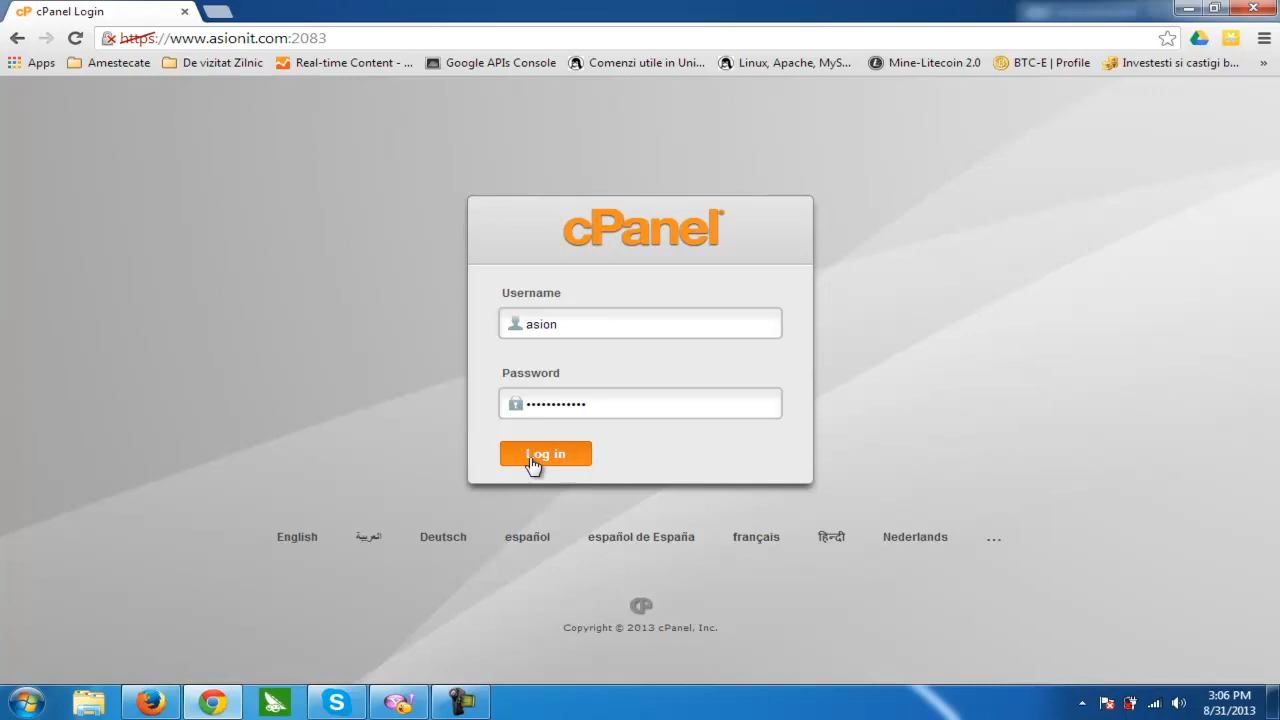 cPanel Login
https://www.asionit.com:2083
Apps Amestecate De vizitat Zilnic Real-time Content - ... Google APIs Console Comenzi utile in Uni... Linux, Apache, MyS... Mine-Litecoin 2.0 BTC-E | Profile Investesti si castigi b... »
cPanel
Username
asion
Password
••••••••••••
Log in
English العربية Deutsch español español de España français हिन्दी Nederlands ...
Copyright © 2013 cPanel, Inc.
3:06 PM
8/31/2013